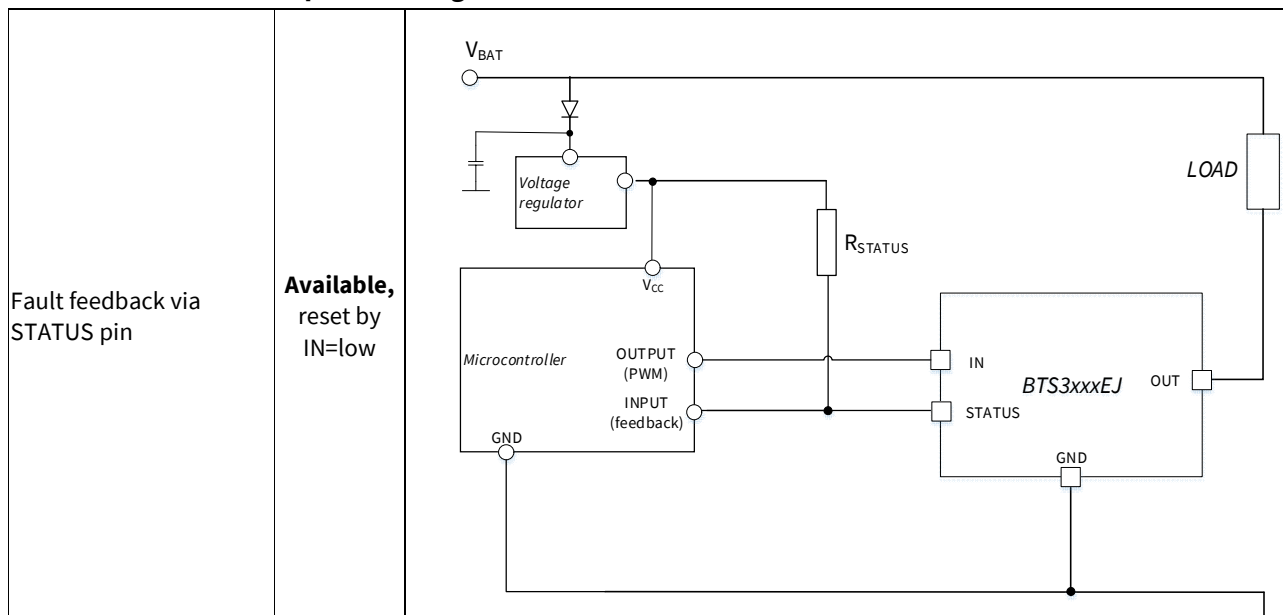 Fault feedback via
STATUS pin
Available,
reset by
IN=low
VBAT
Voltage
regulator
LOAD
RSTATUS
VCC
Microcontroller
OUTPUT
(PWM)
INPUT
(feedback)
GND
IN
BTS3xxxEJ
OUT
STATUS
GND